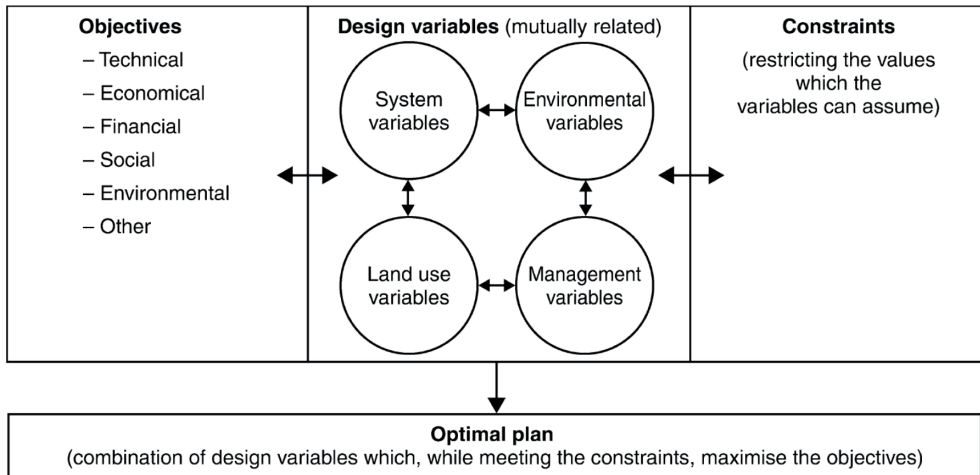 Objectives
– Technical
– Economical
– Financial
– Social
– Environmental
– Other
Design variables (mutually related)
System
variables
Environmental
variables
Land use
variables
Management
variables
Constraints
(restricting the values
which the
variables can assume)
Optimal plan
(combination of design variables which, while meeting the constraints, maximise the objectives)